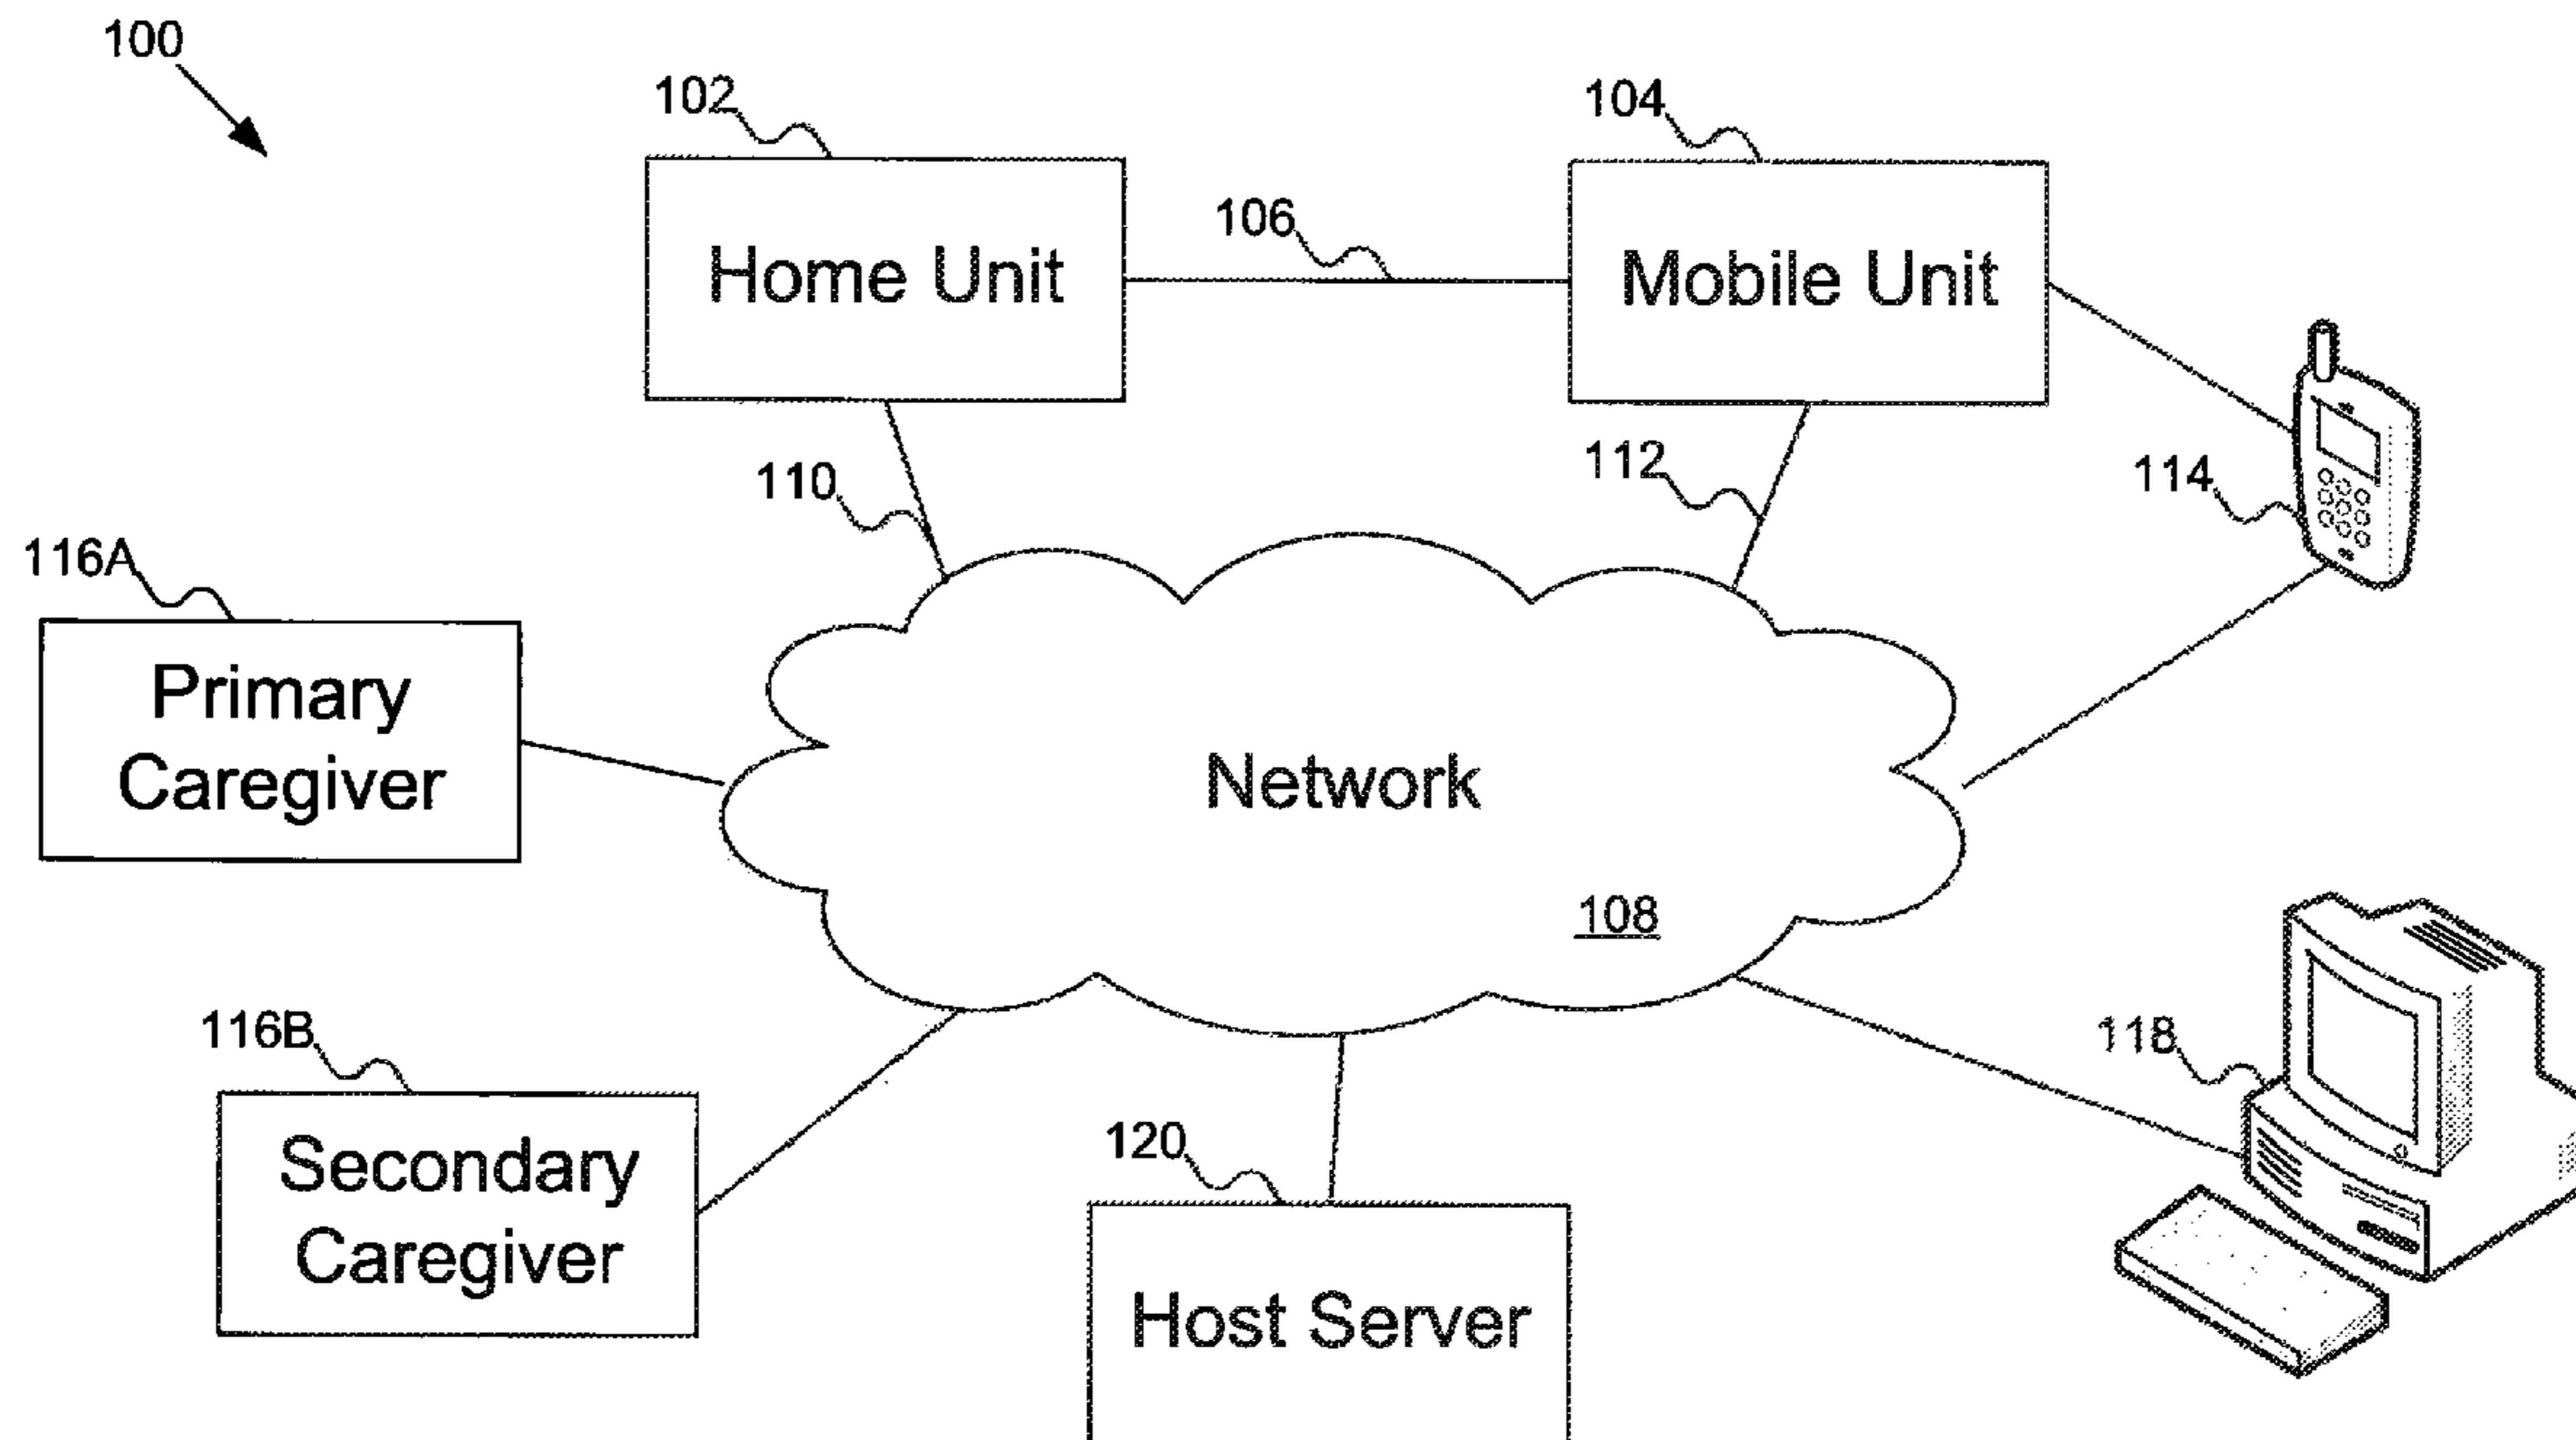 100
102
104
106
Home Unit
Mobile Unit
110
112
114
116A
Primary
Caregiver
Network
108
116B
118
Secondary
Caregiver
120
Host Server